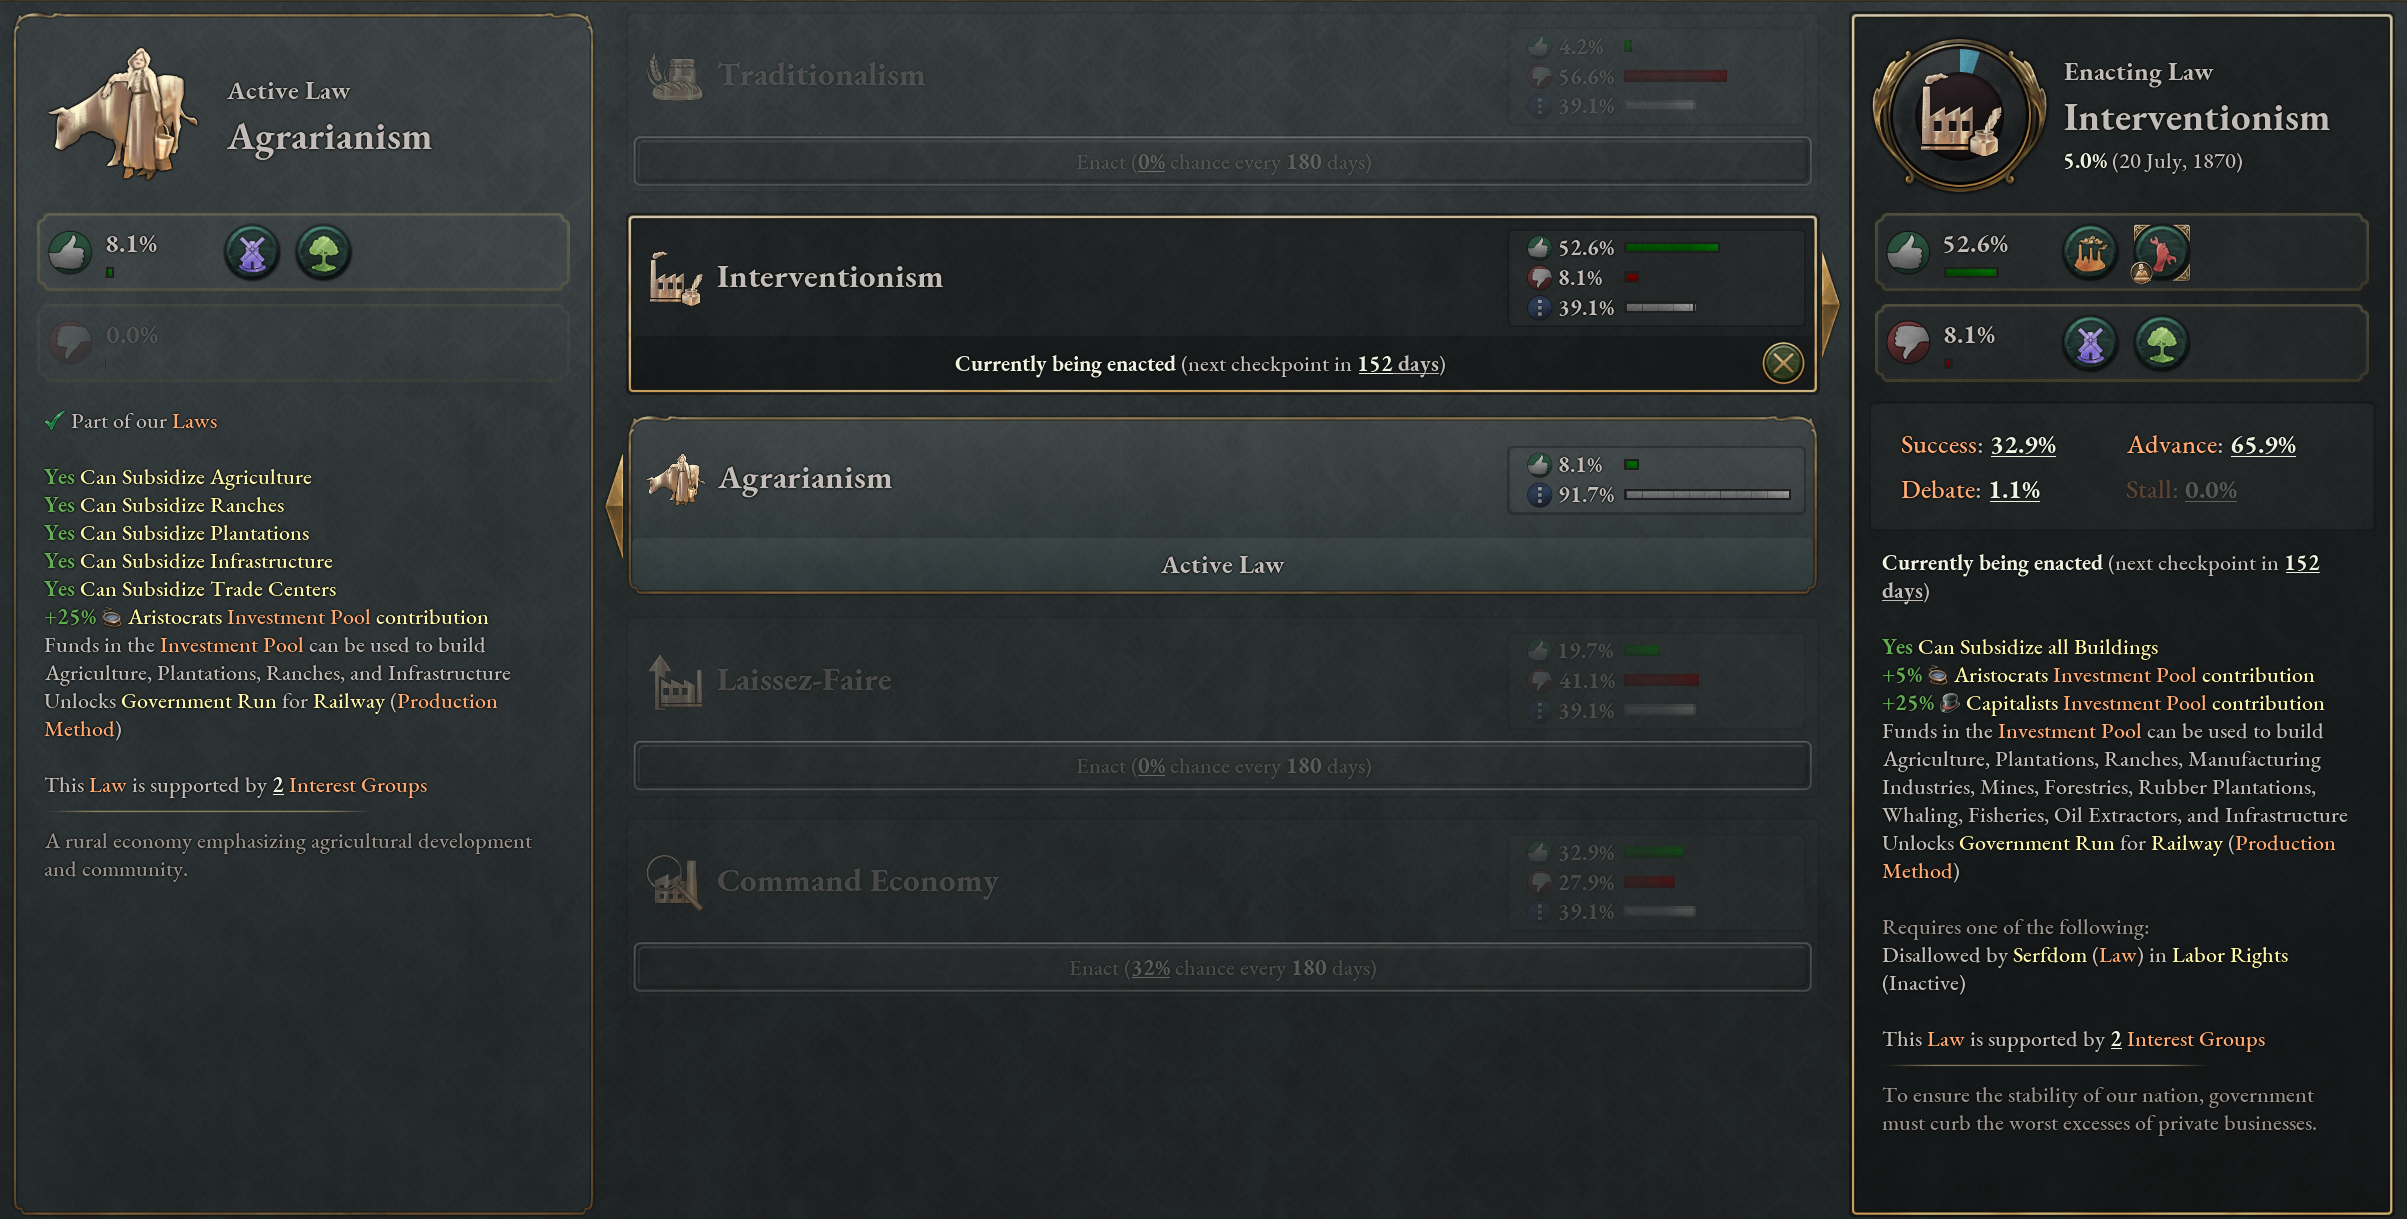 Active Law
Agrarianism
8.1%
0.0%
Part of our Laws
Yes Can Subsidize Agriculture
Yes Can Subsidize Ranches
Yes Can Subsidize Plantations
Yes Can Subsidize Infrastructure
Yes Can Subsidize Trade Centers
+25% Aristocrats Investment Pool contribution
Funds in the Investment Pool can be used to build
Agriculture, Plantations, Ranches, and Infrastructure
Unlocks Government Run for Railway (Production
Method)
This Law is supported by 2 Interest Groups
A rural economy emphasizing agricultural development
and community.
Traditionalism
4.2%
56.6%
39.1%
Enact (0% chance every 180 days)
Interventionism
52.6%
8.1%
39.1%
Currently being enacted (next checkpoint in 152 days)
Agrarianism
8.1%
91.7%
Active Law
Laissez-Faire
19.7%
41.1%
39.1%
Enact (0% chance every 180 days)
Command Economy
32.9%
27.9%
39.1%
Enact (32% chance every 180 days)
Enacting Law
Interventionism
5.0% (20 July, 1870)
52.6%
8.1%
Success: 32.9% Advance: 65.9%
Debate: 1.1% Stall: 0.0%
Currently being enacted (next checkpoint in 152
days)
Yes Can Subsidize all Buildings
+5% Aristocrats Investment Pool contribution
+25% Capitalists Investment Pool contribution
Funds in the Investment Pool can be used to build
Agriculture, Plantations, Ranches, Manufacturing
Industries, Mines, Forestries, Rubber Plantations,
Whaling, Fisheries, Oil Extractors, and Infrastructure
Unlocks Government Run for Railway (Production
Method)
Requires one of the following:
Disallowed by Serfdom (Law) in Labor Rights
(Inactive)
This Law is supported by 2 Interest Groups
To ensure the stability of our nation, government
must curb the worst excesses of private businesses.